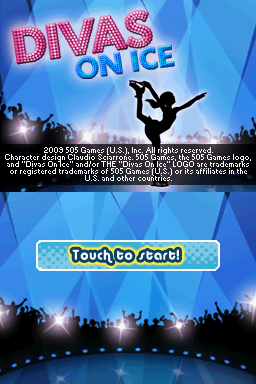 DIVAS
ON ICE
2009 505 Games (U.S.), Inc. All rights reserved.
Character design Claudio Sciarrone. 505 Games, the 505 Games logo,
and "Divas On Ice" and/or THE "Divas On Ice" LOGO are trademarks
or registered trademarks of 505 Games (U.S.) or its affiliates in the
U.S. and other countries.
Touch to start!